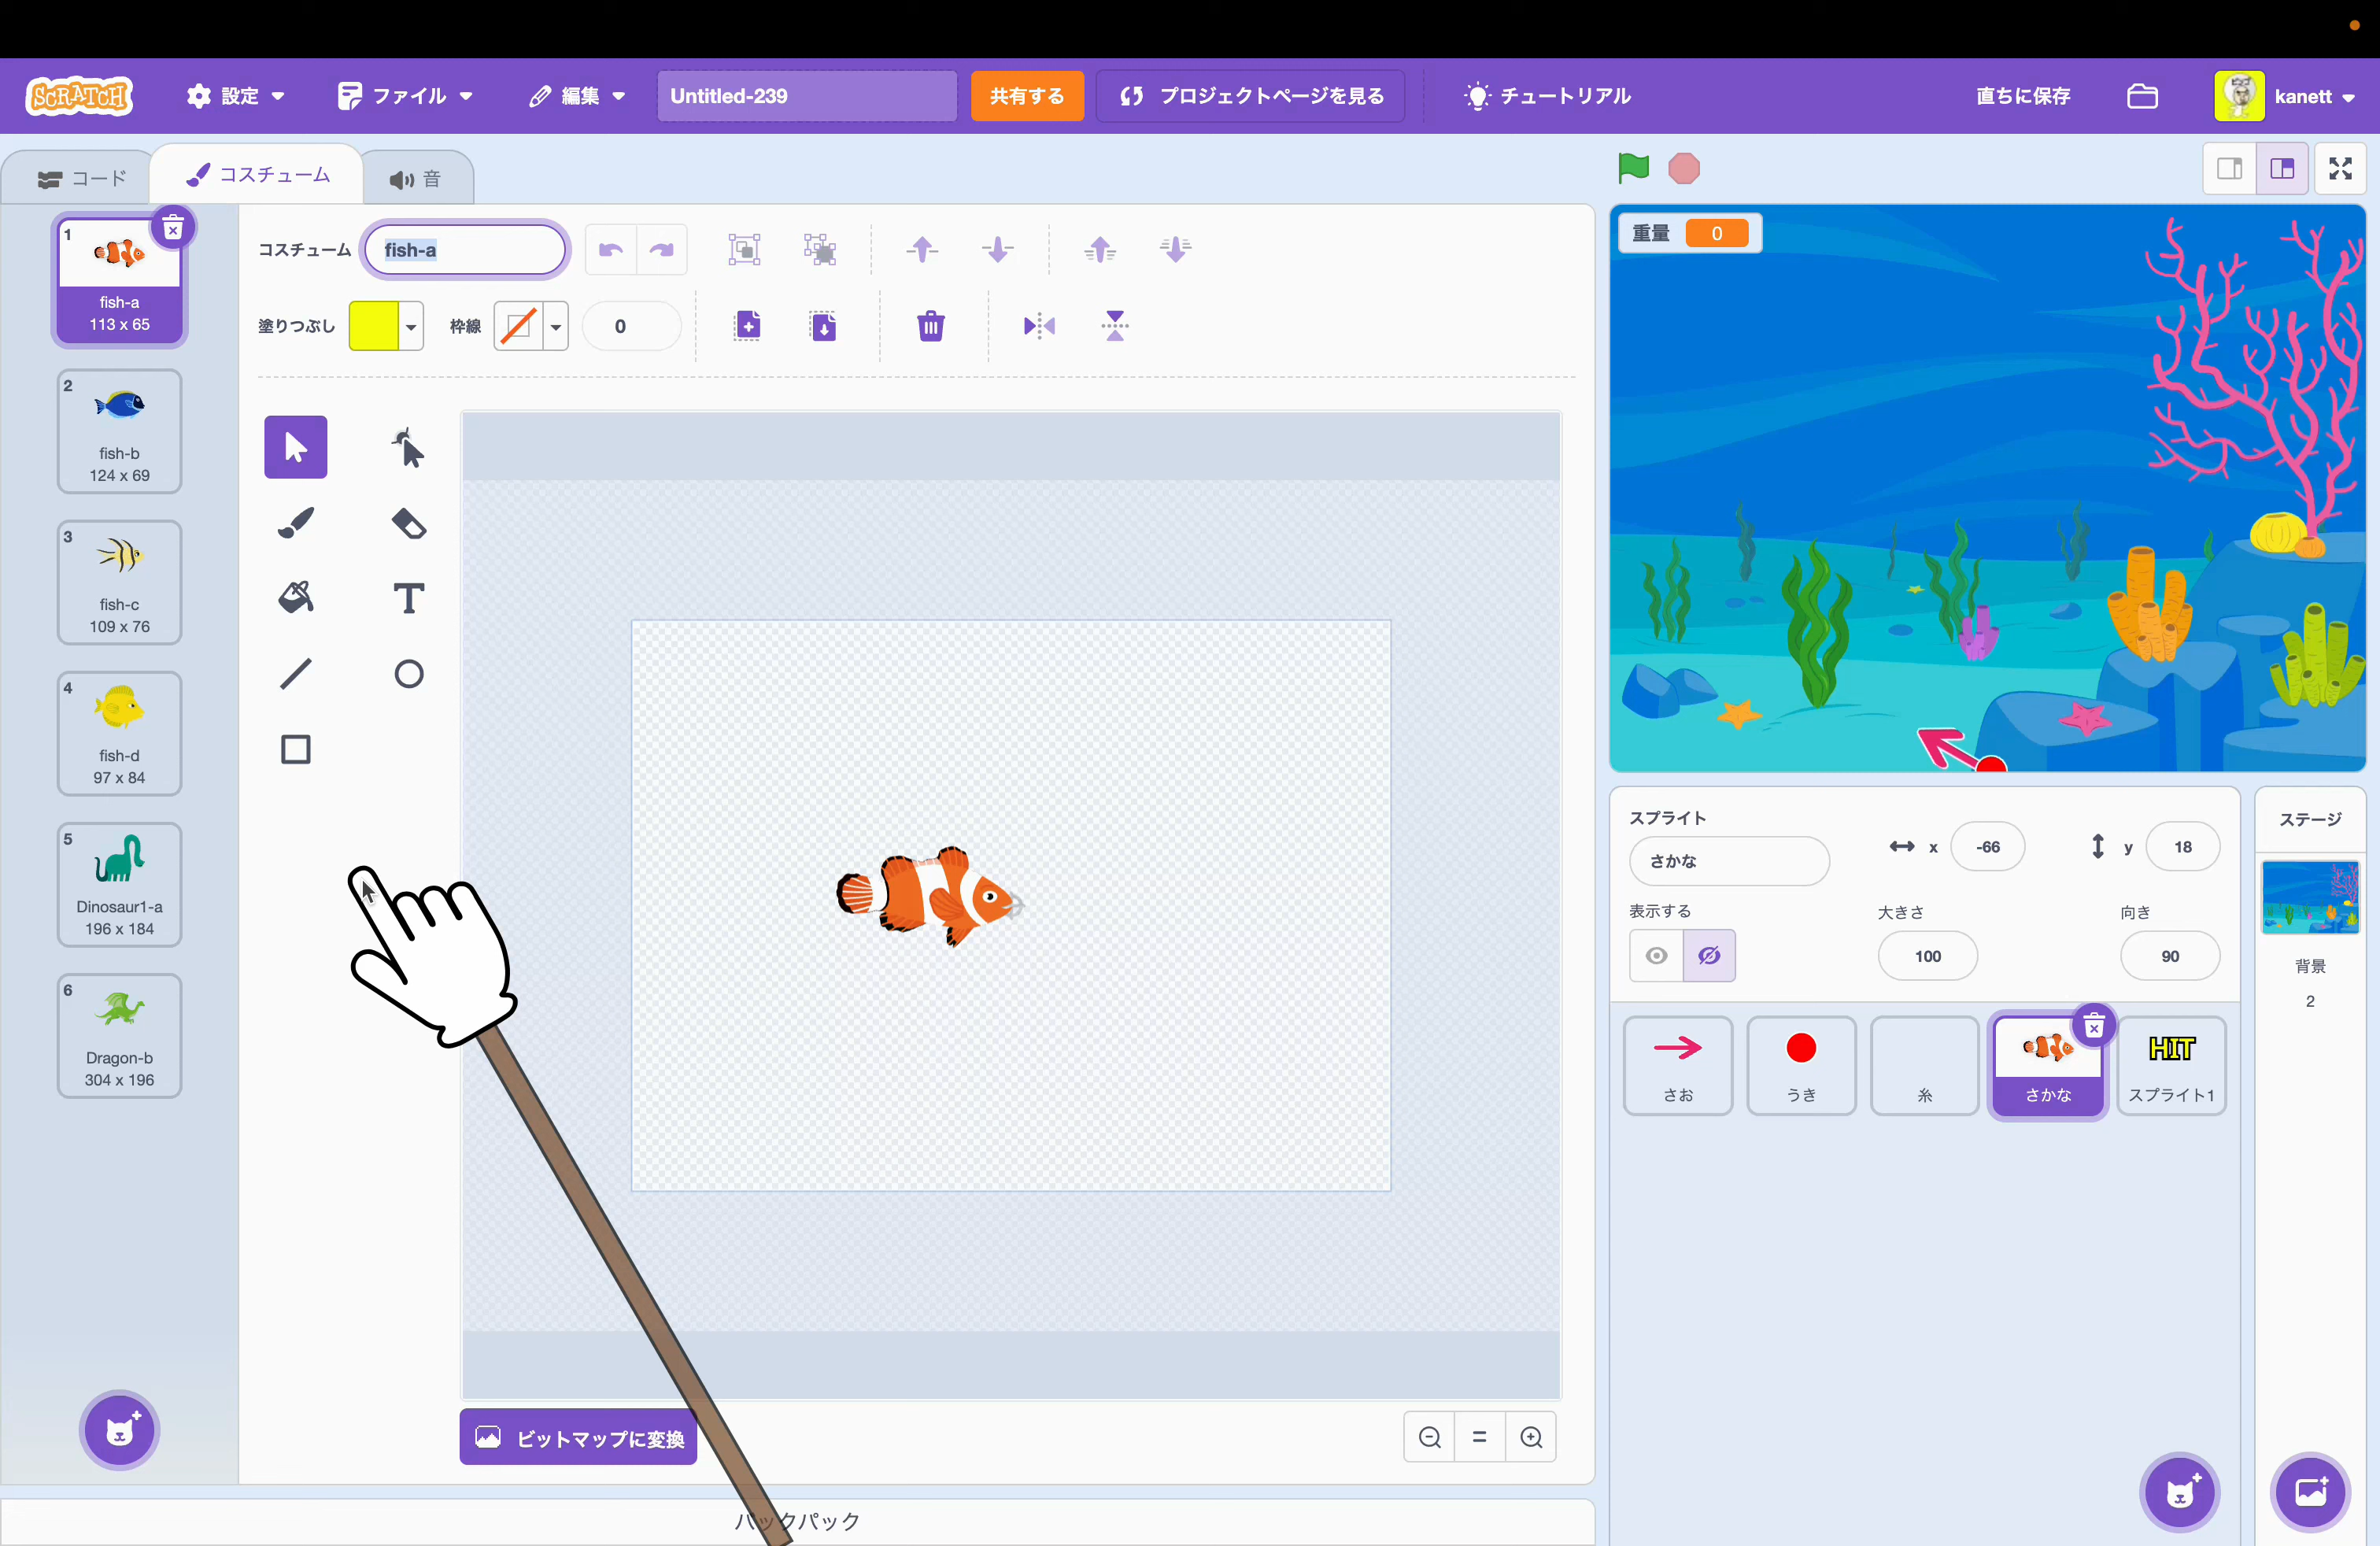 SCRATCH
設定
ファイル
編集
Untitled-239
共有する
プロジェクトページを見る
チュートリアル
直ちに保存
kanett
コード
コスチューム
音
1
fish-a
113 x 65
2
fish-b
124 x 69
3
fish-c
109 x 76
4
fish-d
97 x 84
5
Dinosaur1-a
196 x 184
6
Dragon-b
304 x 196
コスチューム
fish-a
塗りつぶし
枠線
0
T
ビットマップに変換
バックパック
重量 0
スプライト
さかな
x -66
y 18
表示する
大きさ
100
向き
90
さお
うき
糸
さかな
HIT
スプライト1
ステージ
背景
2